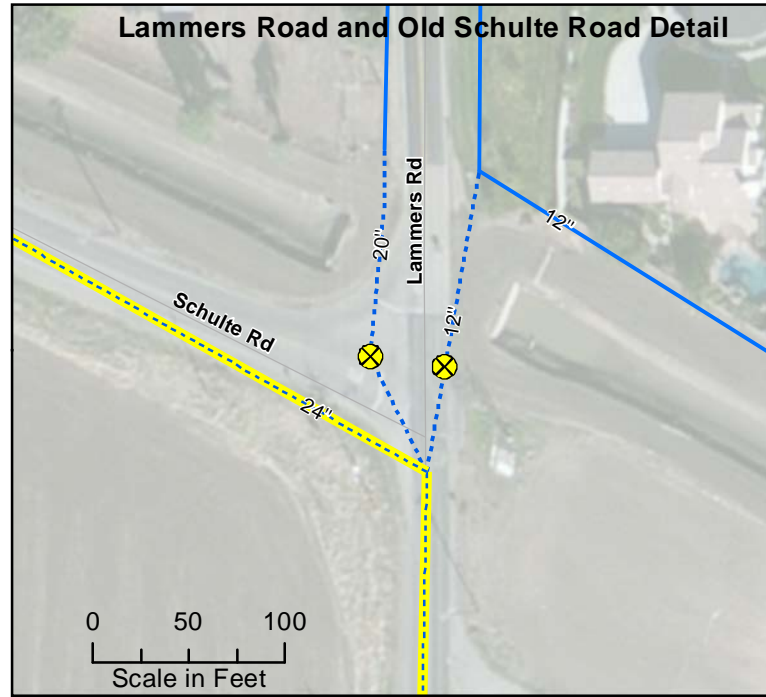 Lammers Road and Old Schulte Road Detail
Lammers Rd
20"
12"
12"
Schulte Rd
24"
0 50 100
Scale in Feet